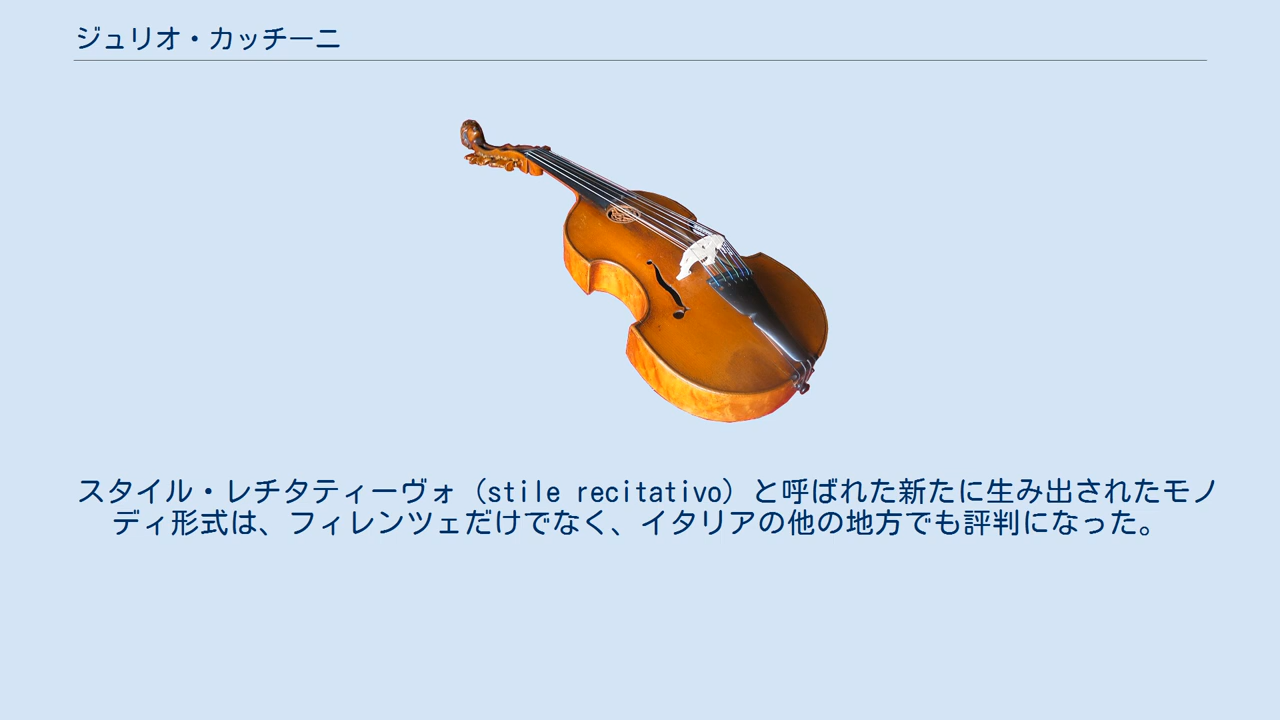 ジュリオ・カッチーニ
スタイル・レチタティーヴォ（stile recitativo）と呼ばれた新たに生み出されたモノ
ディ形式は、フィレンツェだけでなく、イタリアの他の地方でも評判になった。